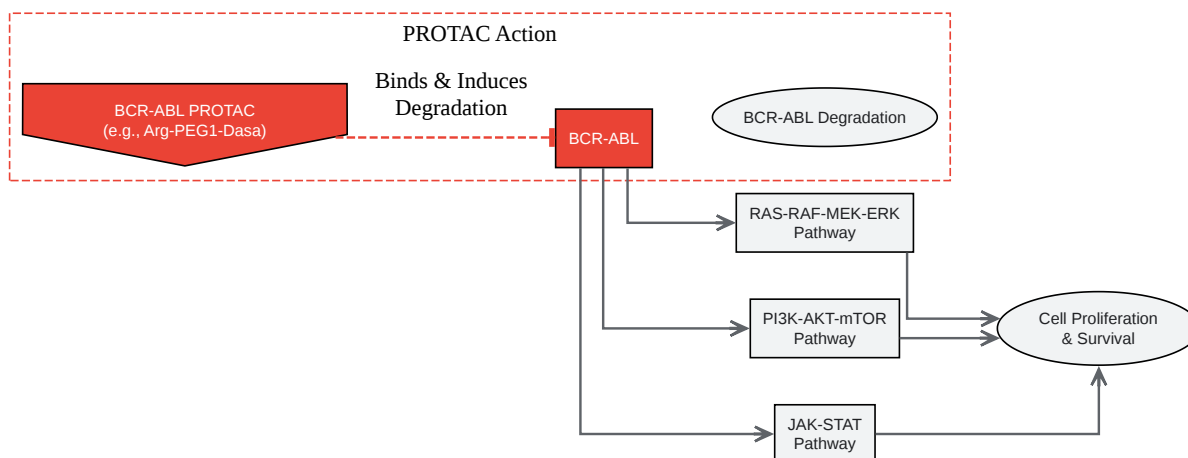 PROTAC Action
Binds & Induces
Degradation
BCR-ABL PROTAC
(e.g., Arg-PEG1-Dasa)
BCR-ABL
BCR-ABL Degradation
RAS-RAF-MEK-ERK
Pathway
PI3K-AKT-mTOR
Pathway
Cell Proliferation
& Survival
JAK-STAT
Pathway